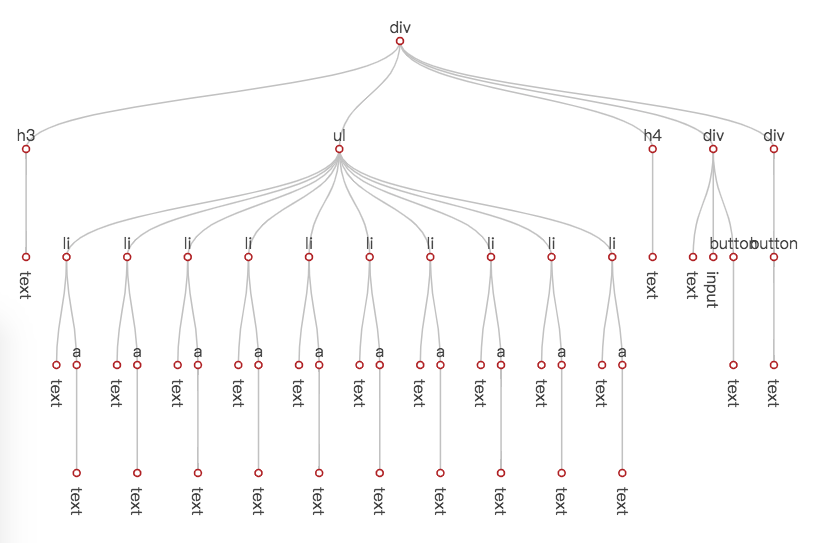 div
h3 ul h4 div div
li li li li li li li li li li button button
text text text input
a a a a a a a a a a
text text text text text text text text text text text text
text text text text text text text text text text